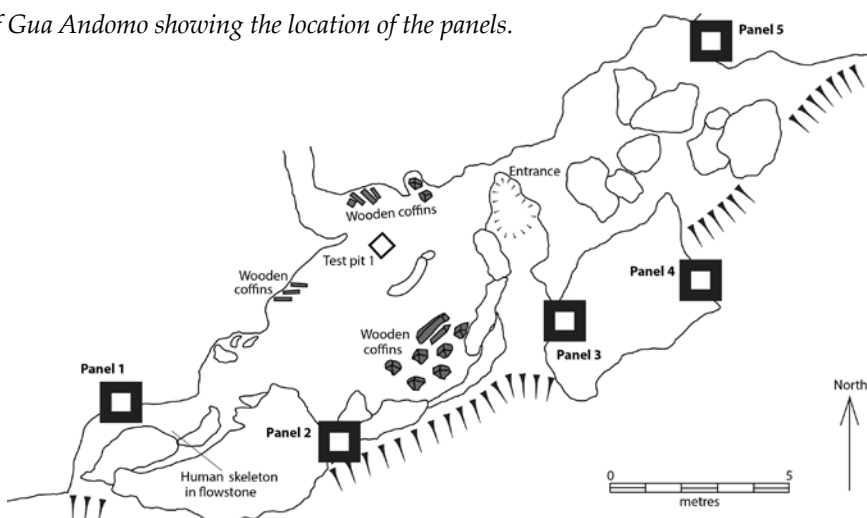 f Gua Andomo showing the location of the panels.
Panel 5
Entrance
Wooden coffins
Test pit 1
Panel 4
Wooden
coffins
Wooden
coffins
Panel 3
Panel 1
North
Panel 2
Human skeleton
in flowstone
0 5
metres